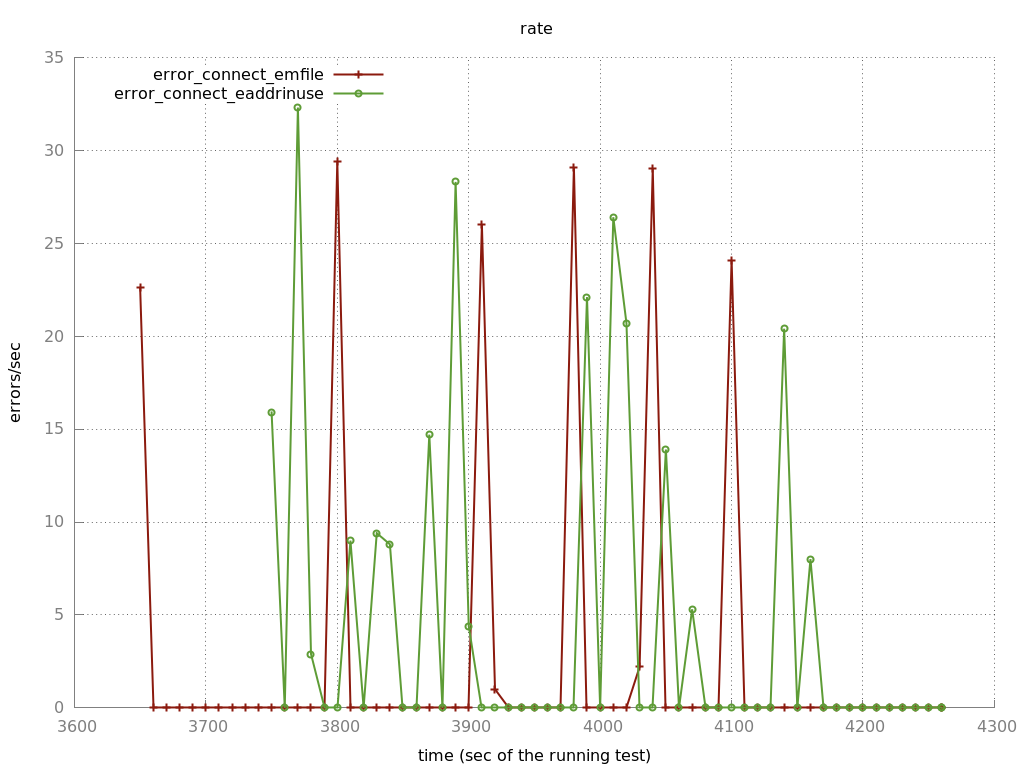 rate
35
30
25
20
15
10
5
0
errors/sec
error_connect_emfile
error_connect_eaddrinuse
3600 3700 3800 3900 4000 4100 4200 4300
time (sec of the running test)